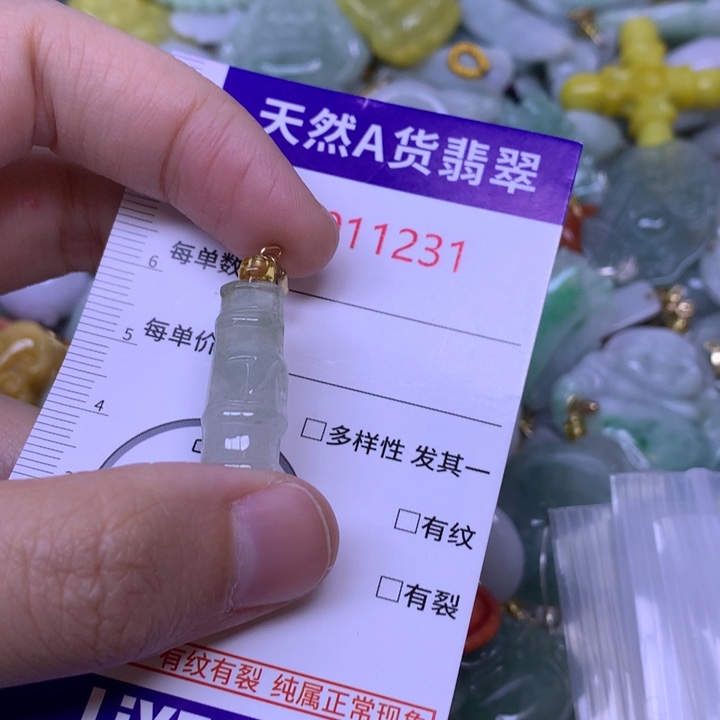 天然A货翡翠
11231
6
每单数
5
每单价
4
□多样性 发其一
□有纹
□有裂
有纹有裂 纯属正常现象